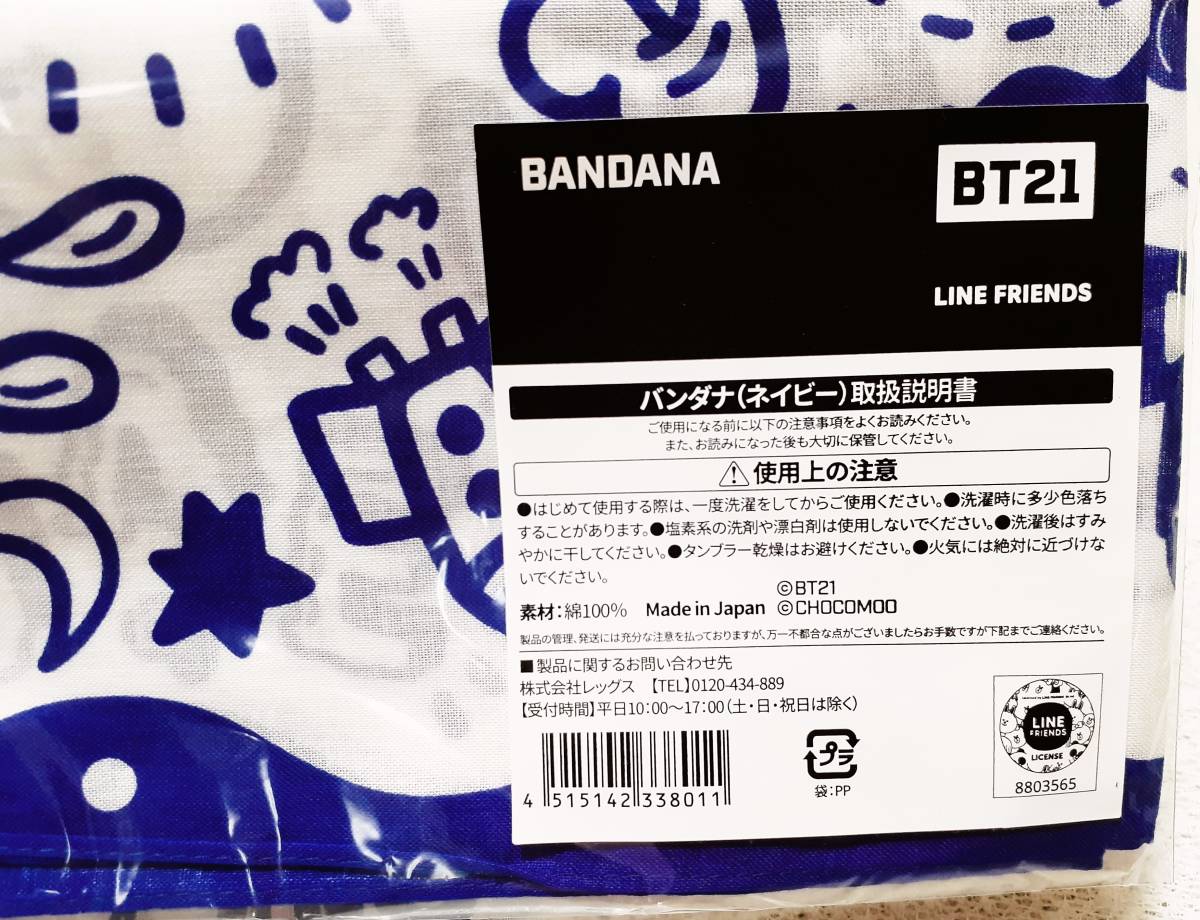 BANDANA
BT21
LINE FRIENDS
バンダナ(ネイビー)取扱説明書
ご使用になる前に以下の注意事項をよくお読みください。
また、お読みになった後も大切に保管してください。
使用上の注意
●はじめて使用する際は、一度洗濯をしてからご使用ください。●洗濯時に多少色落ち
することがあります。●塩素系の洗剤や漂白剤は使用しないでください。●洗濯後はすみ
やかに干してください。●タンブラー乾燥はお避けください。●火気には絶対に近づけな
いでください。
©BT21
素材:綿100% Made in Japan ©CHOCOMOO
製品の管理、発送には充分な注意を払っておりますが、万一不都合な点がございましたらお手数ですが下記までご連絡ください。
■製品に関するお問い合わせ先
株式会社レッグス 【TEL】0120-434-889
【受付時間】平日10:00～17:00(土・日・祝日は除く)
4 515142 338011
プラ
袋:PP
LINE
FRIENDS
LICENSE
8803565